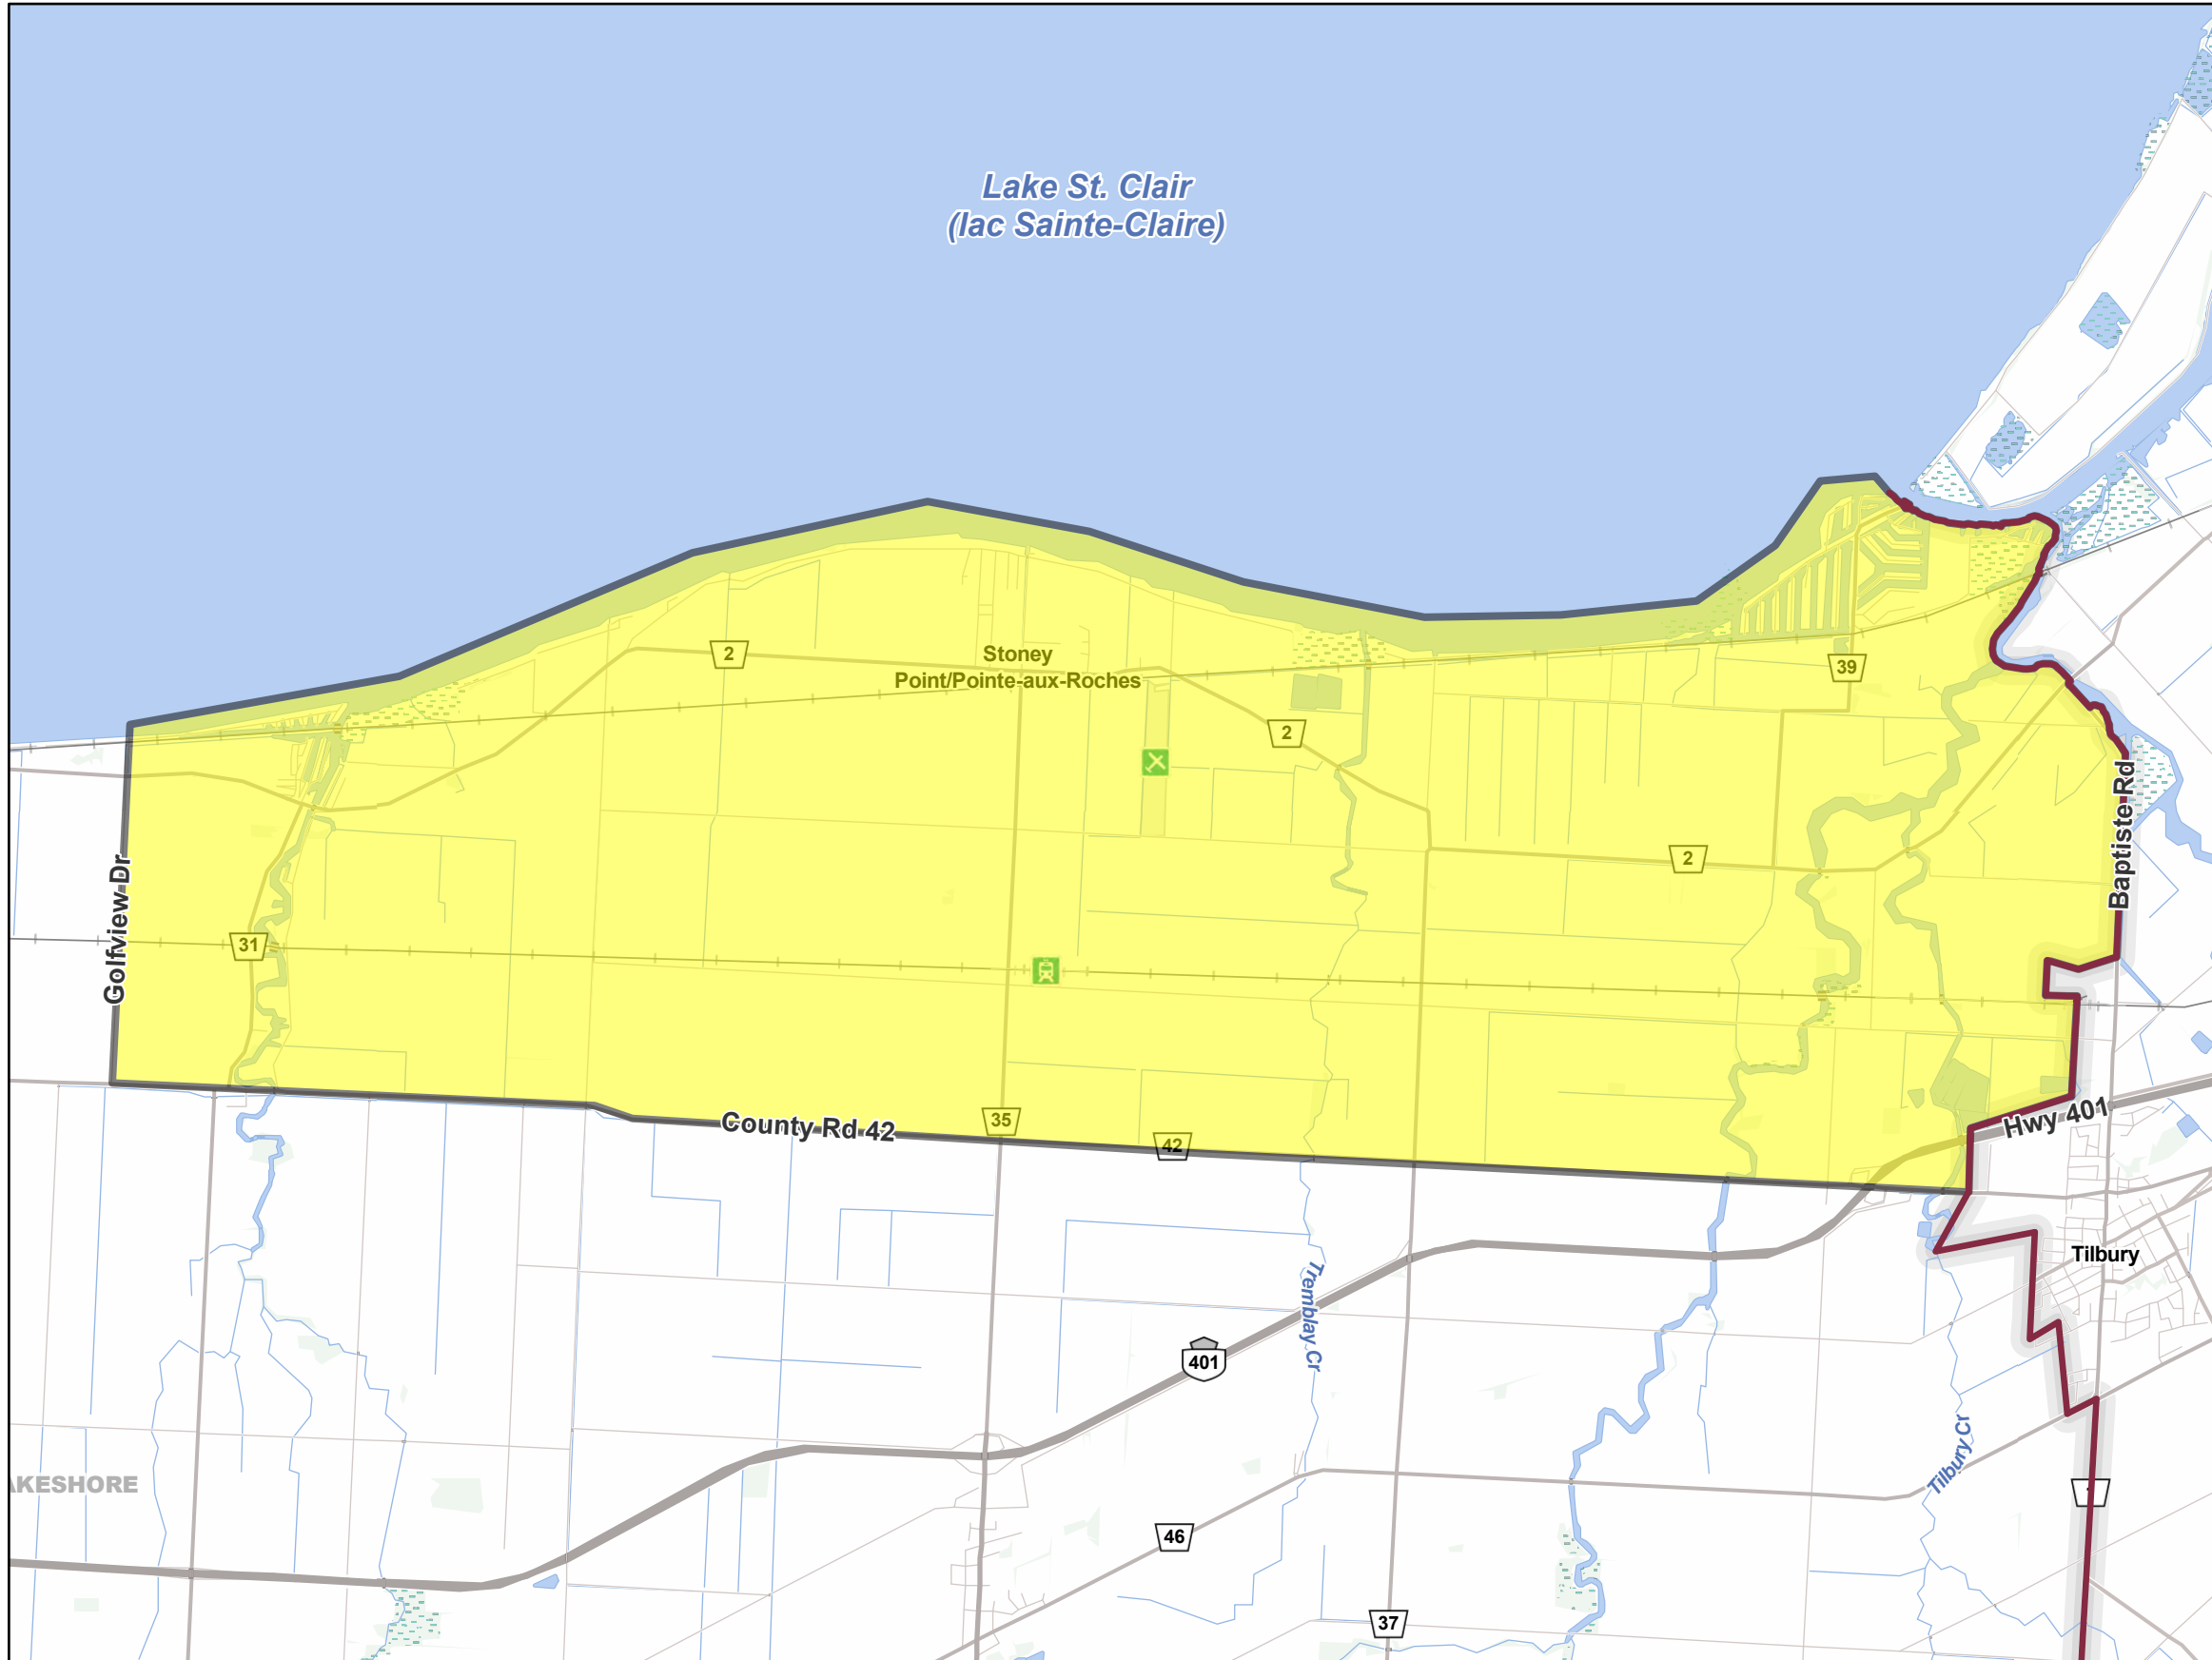 Lake St. Clair
(lac Sainte-Claire)
2
Stoney
Point/Pointe-aux-Roches
39
2
2
Baptiste Rd
Golfview Dr
31
County Rd 42
35
42
Hwy 401
Tilbury
Tremblay Cr
401
Tilbury Cr
AKESHORE
46
37